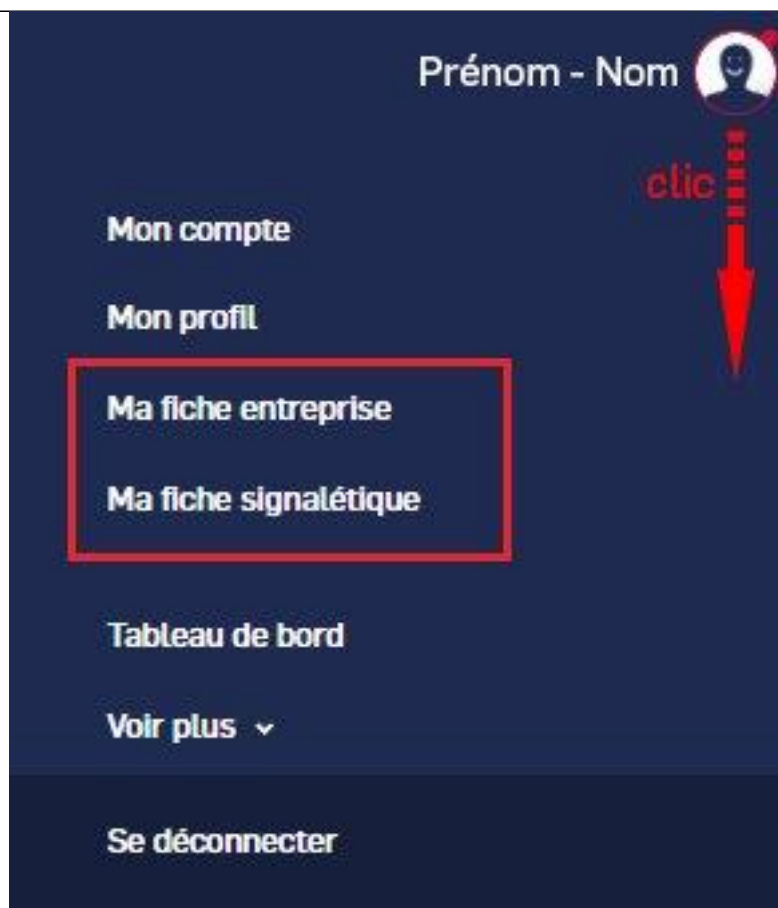 Prénom - Nom
clic
Mon compte
Mon profil
Ma fiche entreprise
Ma fiche signalétique
Tableau de bord
Voir plus
Se déconnecter